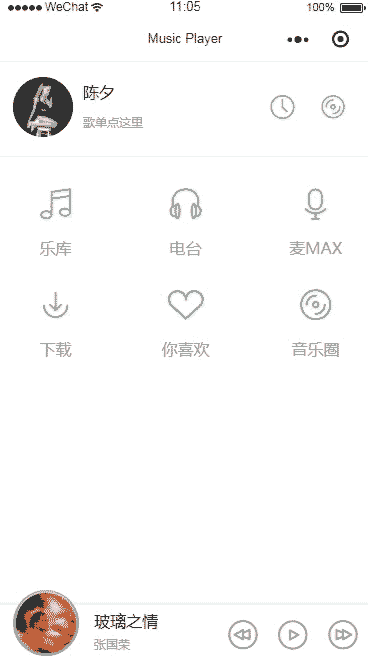 WeChat 11:05 100%
Music Player
陈夕
歌单点这里
乐库 电台 麦MAX
下载 你喜欢 音乐圈
玻璃之情
张国荣